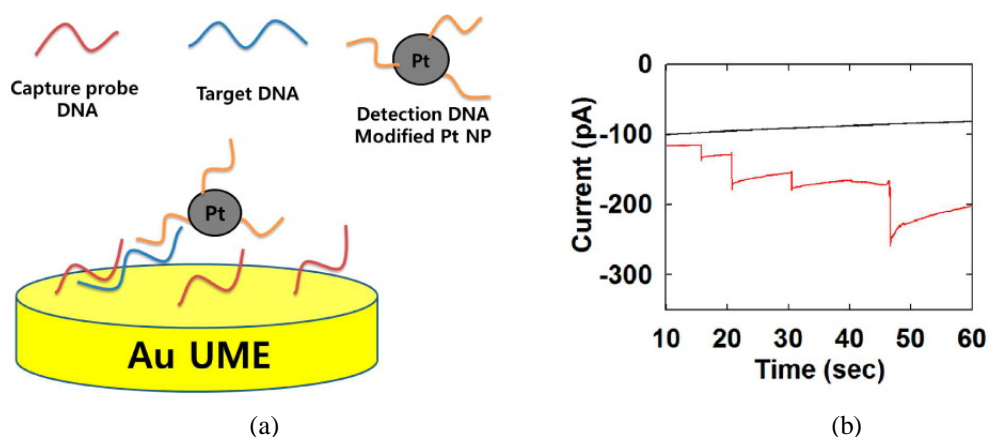 Capture probe
DNA
Target DNA
Pt
Detection DNA
Modified Pt NP
Pt
Au UME
(a)
0
-100
-200
-300
Current (pA)
10 20 30 40 50 60
Time (sec)
(b)